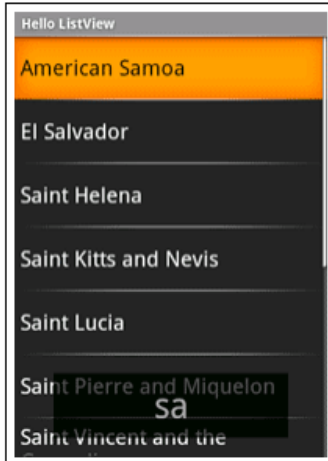 Hello ListView
American Samoa
El Salvador
Saint Helena
Saint Kitts and Nevis
Saint Lucia
Saint Pierre and Miquelon
sa
Saint Vincent and the